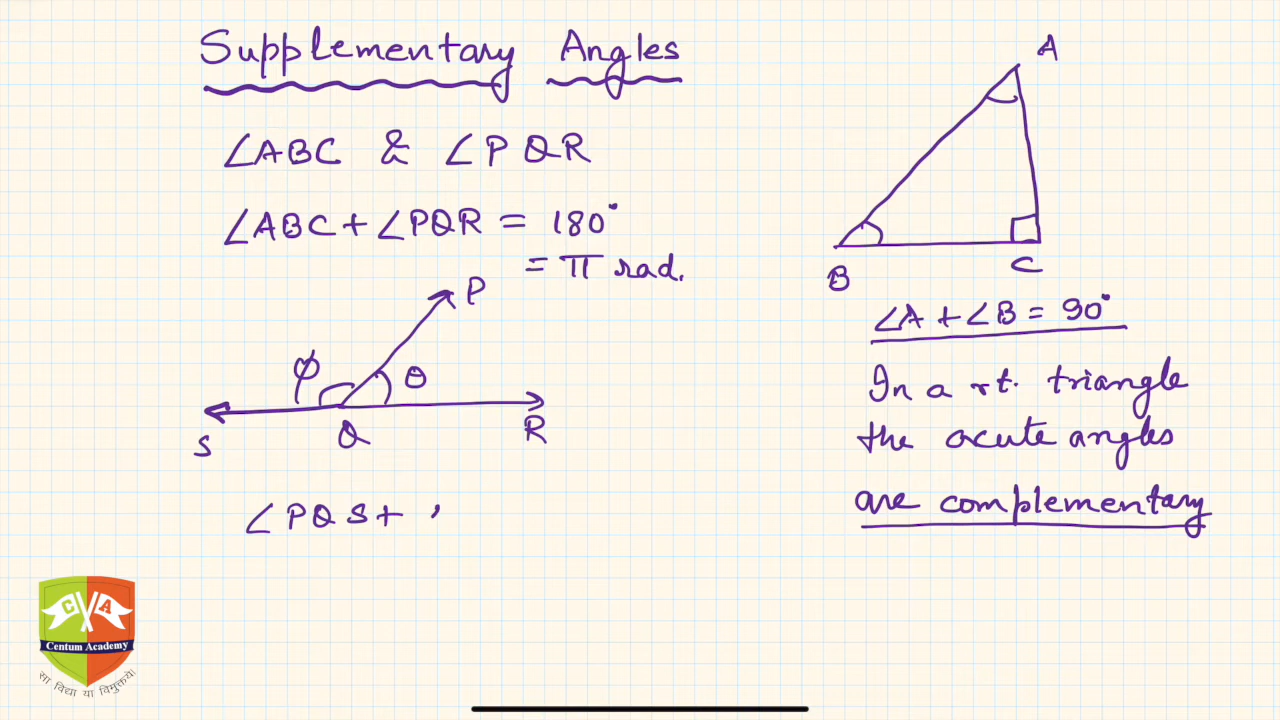 Supplementary Angles
∠ABC & ∠PQR
∠ABC + ∠PQR = 180°
= π rad.
P
φ
θ
S
Q
R
∠PQS +
A
B
C
∠A + ∠B = 90°
In a rt. triangle
the acute angles
are complementary
C A
Centum Academy
सा विद्या या विमुक्तये।